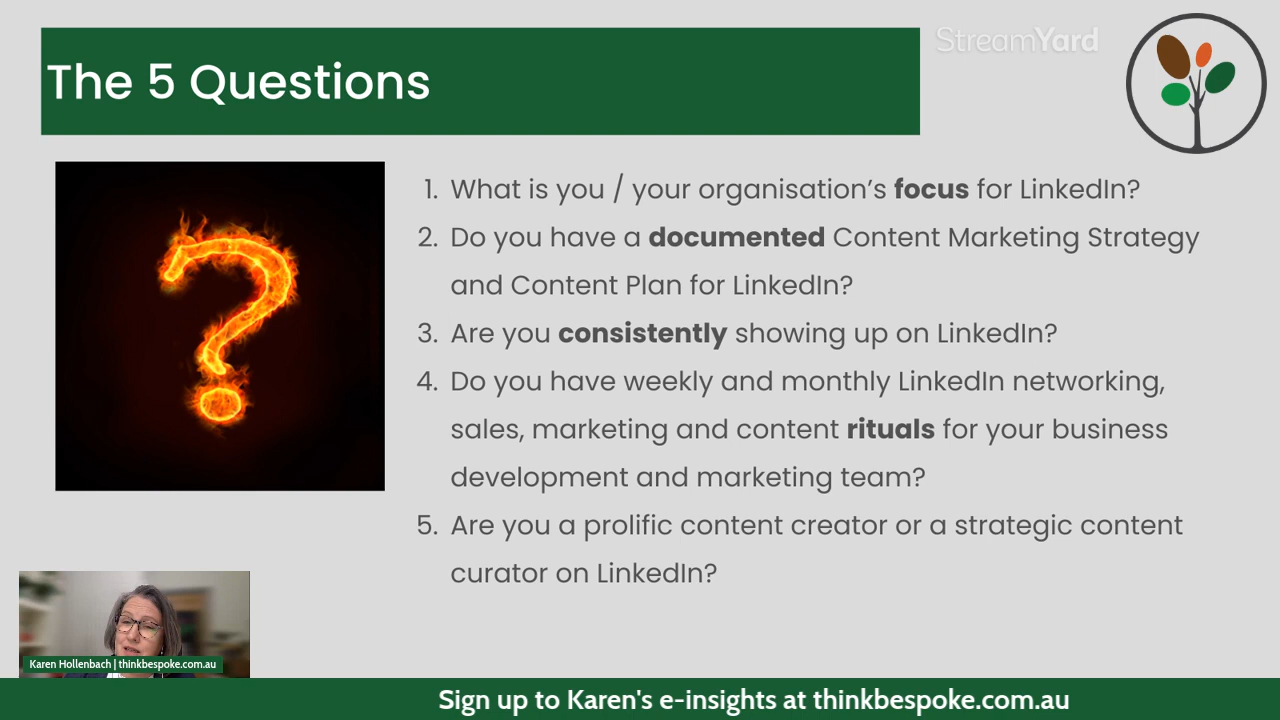 The 5 Questions
StreamYard
1. What is you / your organisation's focus for LinkedIn?
2. Do you have a documented Content Marketing Strategy
and Content Plan for LinkedIn?
3. Are you consistently showing up on LinkedIn?
4. Do you have weekly and monthly LinkedIn networking,
sales, marketing and content rituals for your business
development and marketing team?
5. Are you a prolific content creator or a strategic content
curator on LinkedIn?
Karen Hollenbach | thinkbespoke.com.au
Sign up to Karen's e-insights at thinkbespoke.com.au